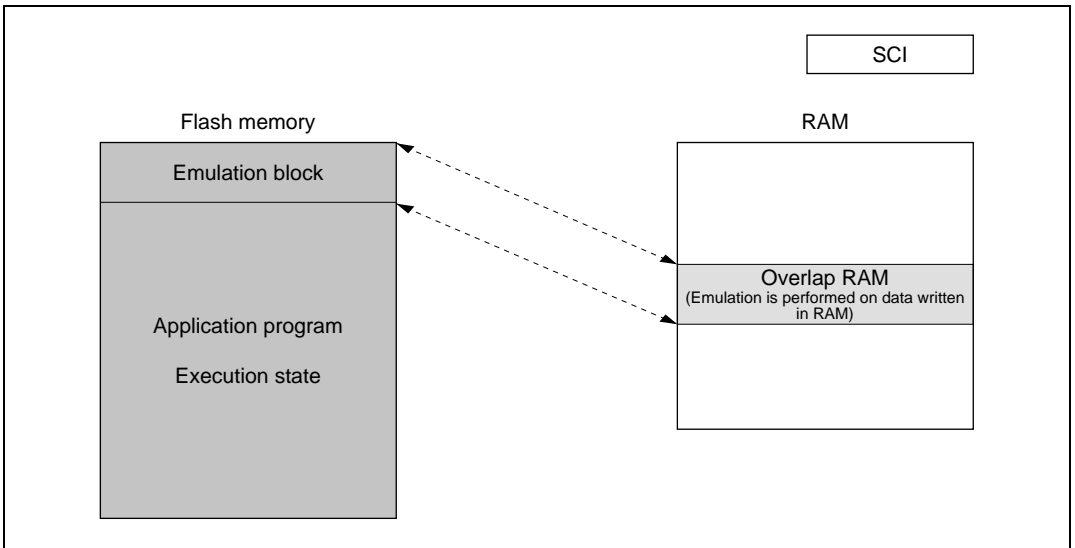 SCI
Flash memory
RAM
Emulation block
Application program
Execution state
Overlap RAM
(Emulation is performed on data written
in RAM)